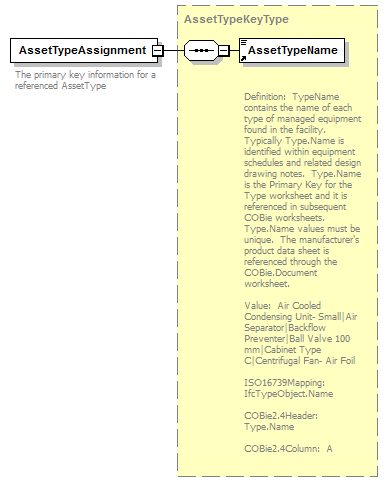 AssetTypeKeyType
AssetTypeAssignment
AssetTypeName
The primary key information for a
referenced AssetType
Definition:  TypeName
contains the name of each
type of managed equipment
found in the facility.
Typically Type.Name is
identified within equipment
schedules and related design
drawing notes.  Type.Name
is the Primary Key for the
Type worksheet and it is
referenced in subsequent
COBie worksheets.
Type.Name values must be
unique.  The manufacturer's
product data sheet is
referenced through the
COBie.Document
worksheet.
Value:  Air Cooled
Condensing Unit- Small|Air
Separator|Backflow
Preventer|Ball Valve 100
mm|Cabinet Type
C|Centrifugal Fan- Air Foil
ISO16739Mapping:
IfcTypeObject.Name
COBie2.4Header:
Type.Name
COBie2.4Column:  A